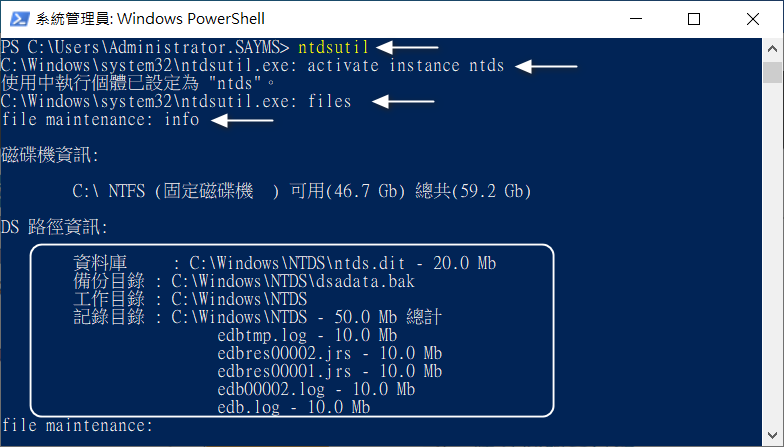 系統管理員: Windows PowerShell
PS C:\Users\Administrator.SAYMS> ntdsutil
C:\Windows\system32\ntdsutil.exe: activate instance ntds
使用中執行個體已設定為 "ntds"。
C:\Windows\system32\ntdsutil.exe: files
file maintenance: info
磁碟機資訊:
C:\ NTFS (固定磁碟機  ) 可用(46.7 Gb) 總共(59.2 Gb)
DS 路徑資訊:
資料庫     : C:\Windows\NTDS\ntds.dit - 20.0 Mb
備份目錄 : C:\Windows\NTDS\dsadata.bak
工作目錄 : C:\Windows\NTDS
記錄目錄 : C:\Windows\NTDS - 50.0 Mb 總計
edbtmp.log - 10.0 Mb
edbres00002.jrs - 10.0 Mb
edbres00001.jrs - 10.0 Mb
edb00002.log - 10.0 Mb
edb.log - 10.0 Mb
file maintenance: